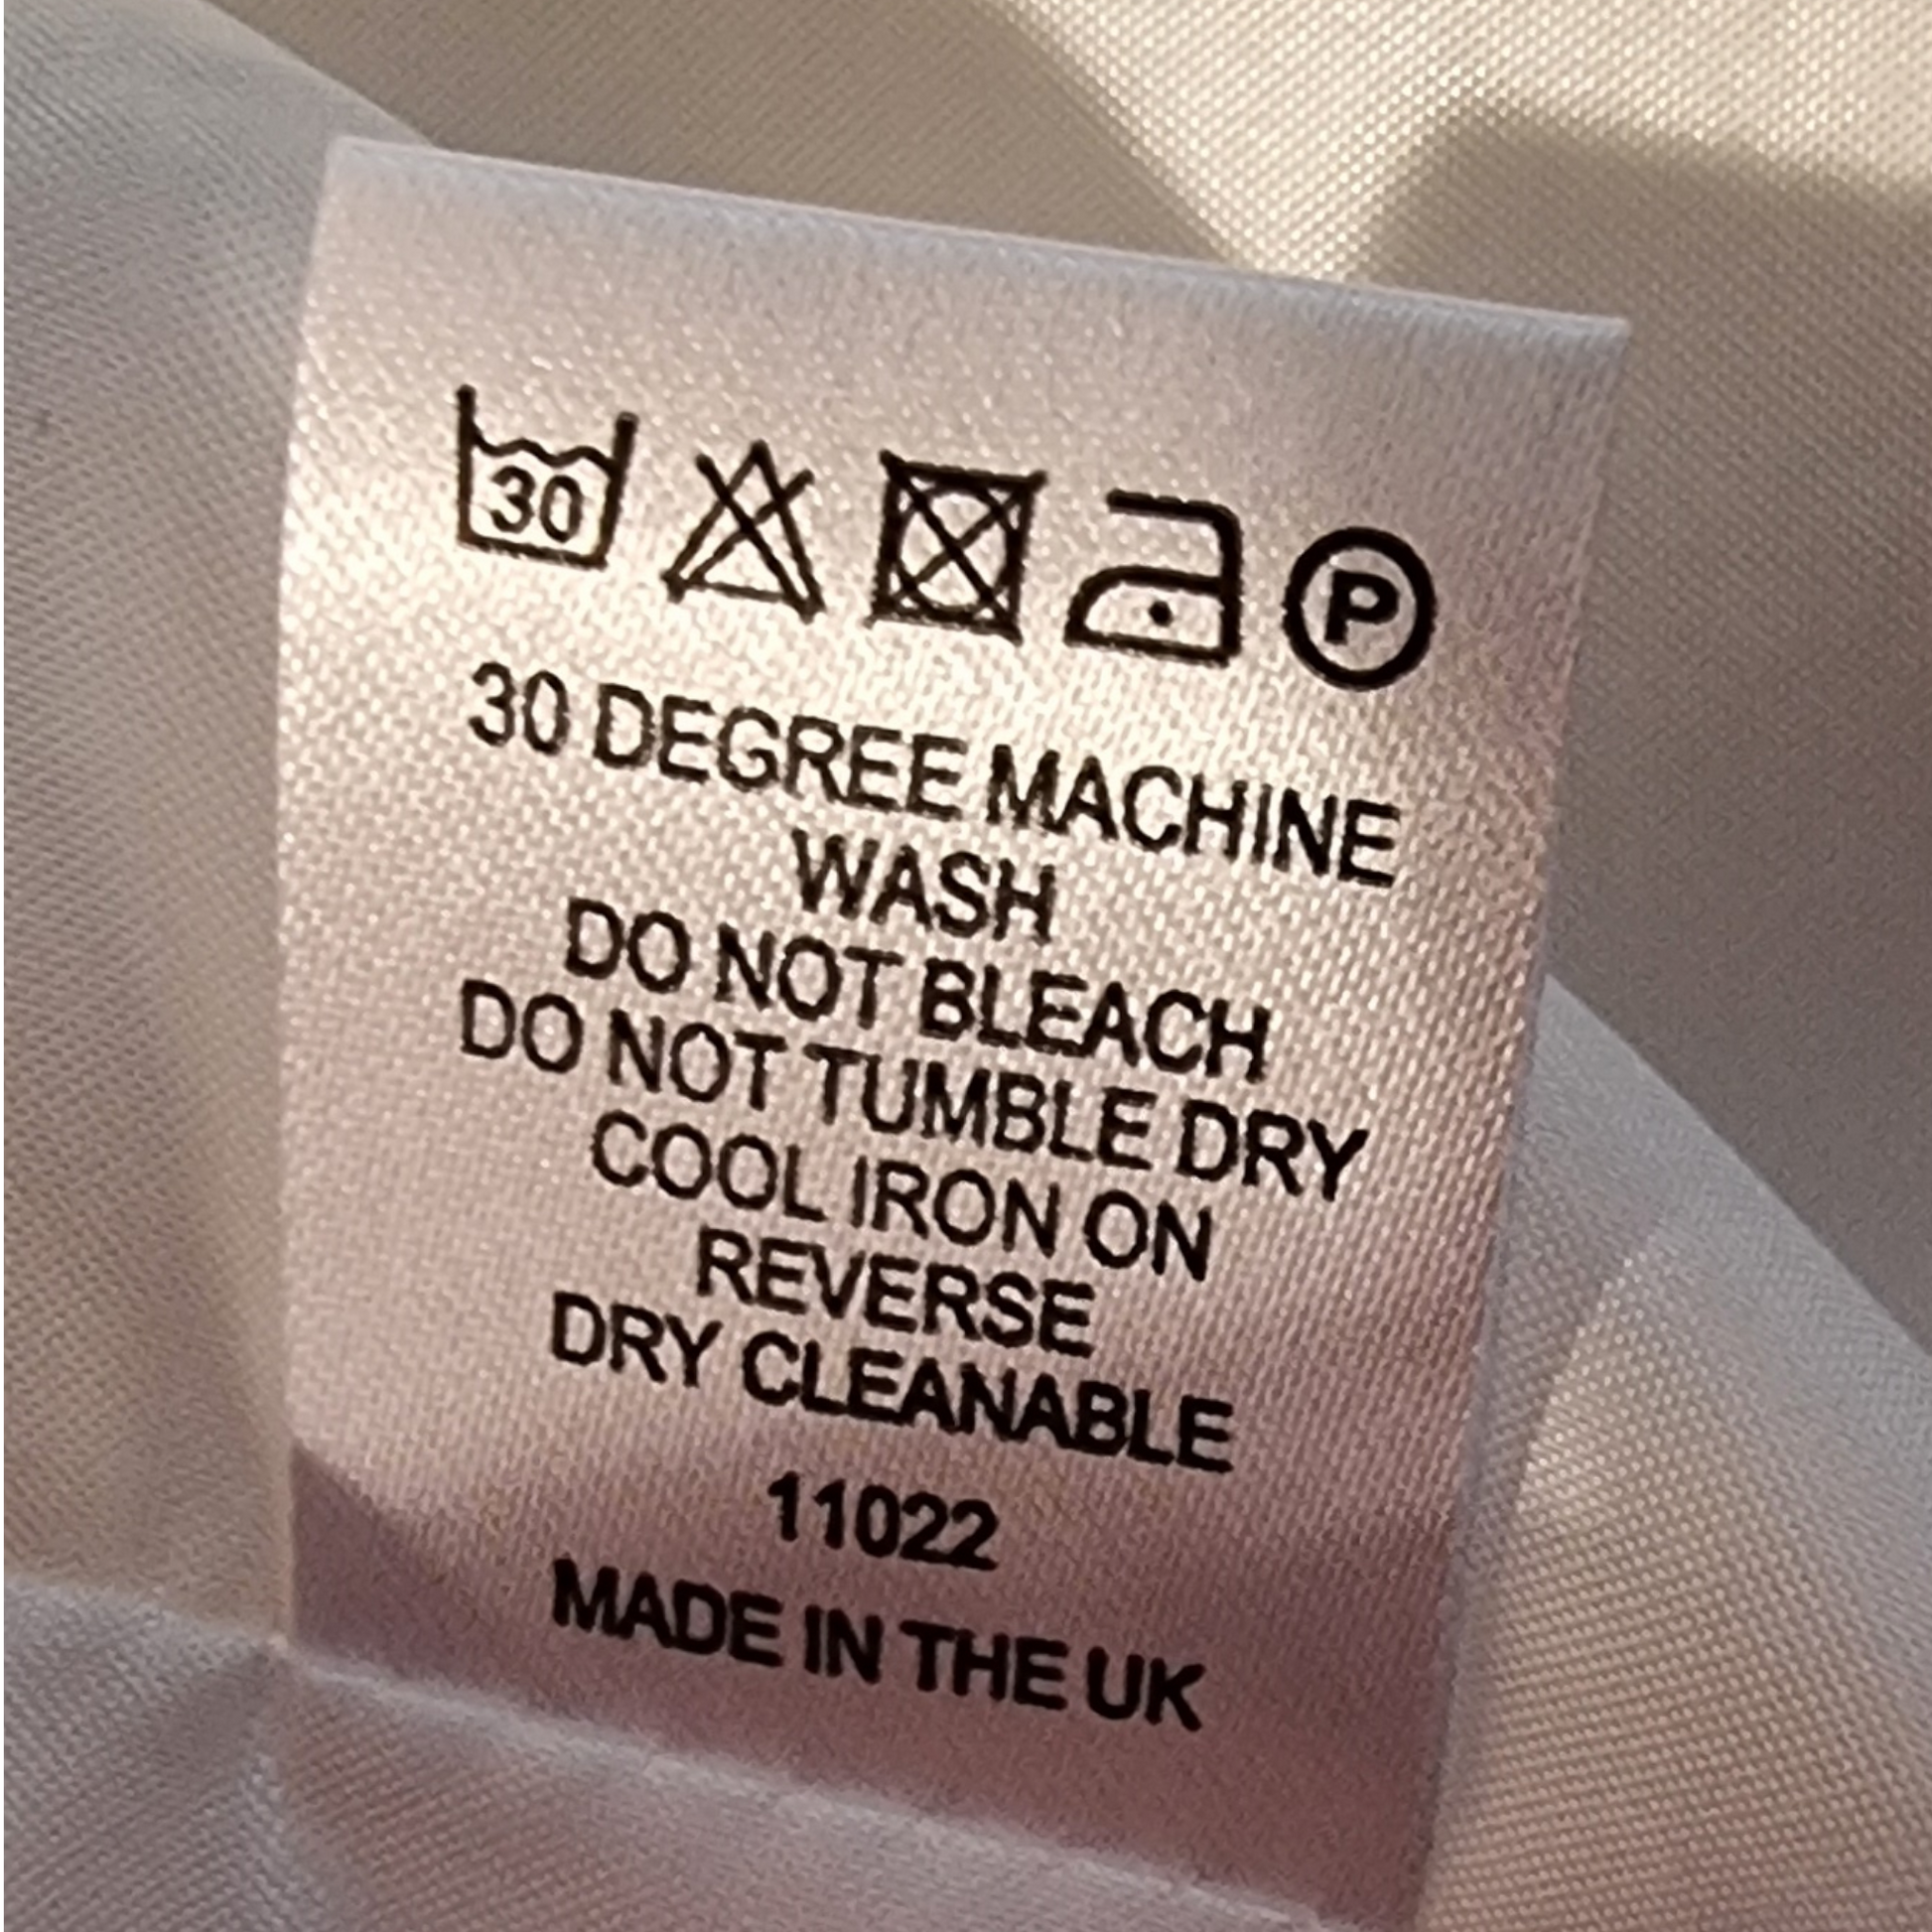 30 P
30 DEGREE MACHINE
WASH
DO NOT BLEACH
DO NOT TUMBLE DRY
COOL IRON ON
REVERSE
DRY CLEANABLE
11022
MADE IN THE UK